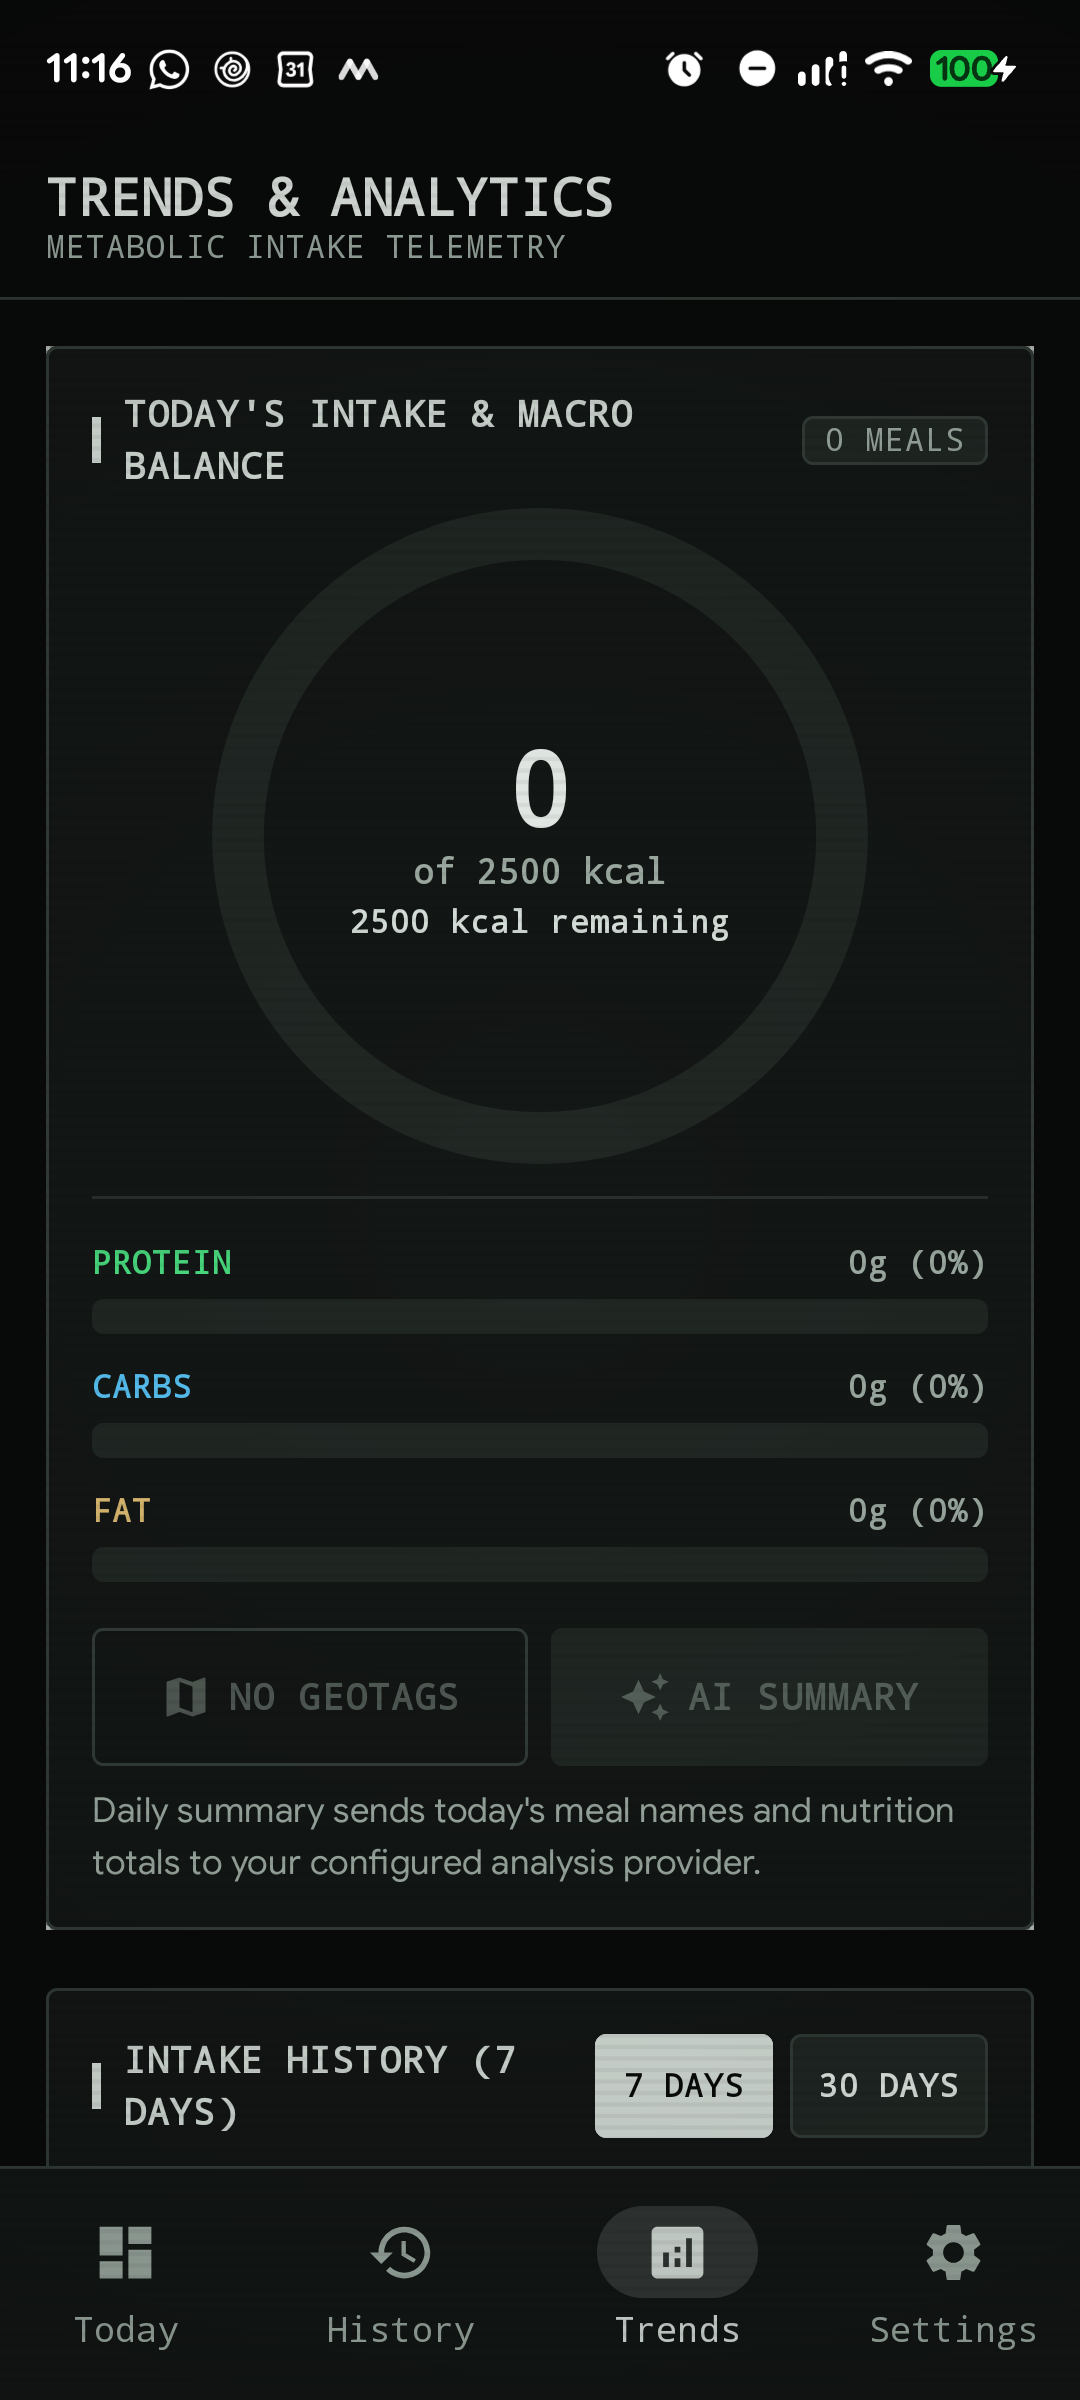 11:16
31
100
TRENDS & ANALYTICS
METABOLIC INTAKE TELEMETRY
TODAY'S INTAKE & MACRO
BALANCE
0 MEALS
0
of 2500 kcal
2500 kcal remaining
PROTEIN
0g (0%)
CARBS
0g (0%)
FAT
0g (0%)
NO GEOTAGS
AI SUMMARY
Daily summary sends today's meal names and nutrition
totals to your configured analysis provider.
INTAKE HISTORY (7
DAYS)
7 DAYS
30 DAYS
Today
History
Trends
Settings